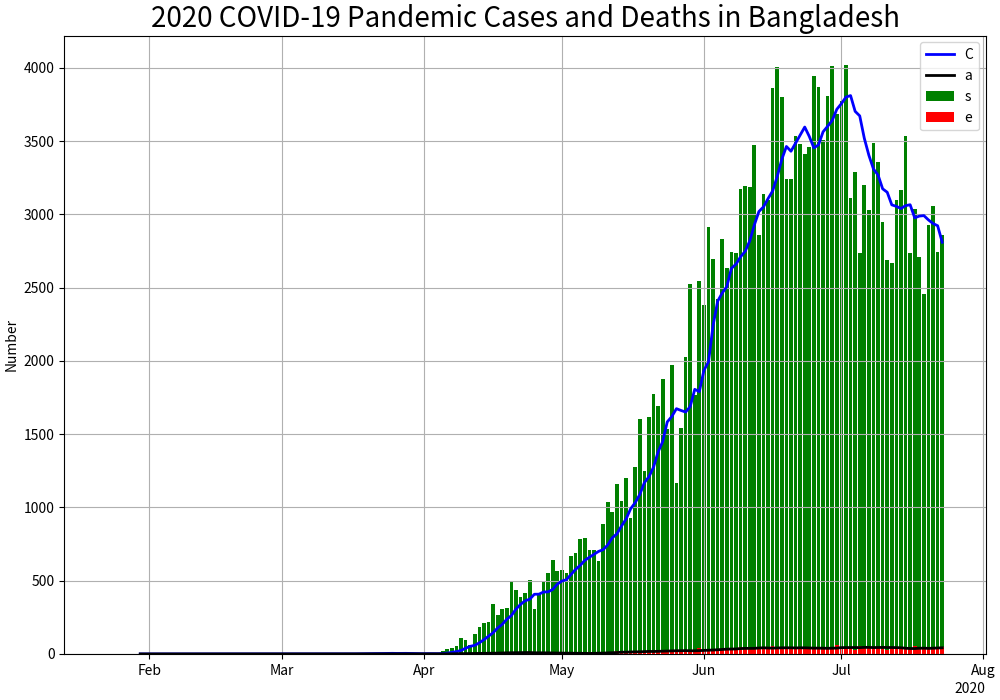 2020 COVID-19 Pandemic Cases and Deaths in Bangladesh
C
a
s
e
Number
4000
3500
3000
2500
2000
1500
1000
500
0
Feb Mar Apr May Jun Jul Aug
2020